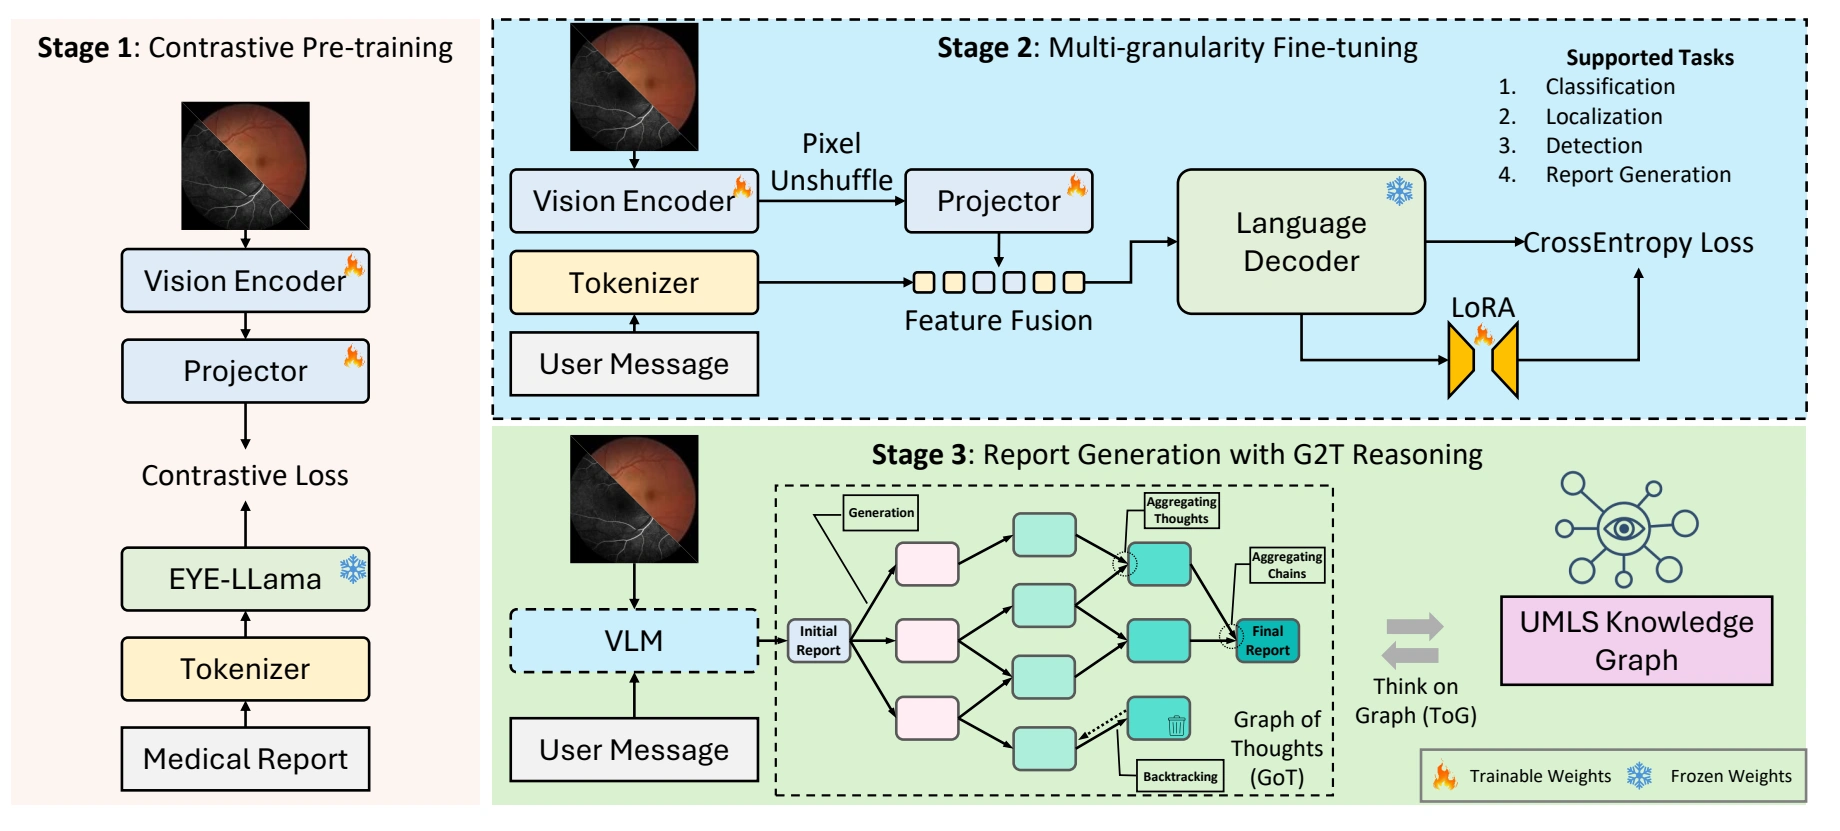 Stage 1: Contrastive Pre-training
Vision Encoder
Projector
Contrastive Loss
EYE-LLama
Tokenizer
Medical Report
Stage 2: Multi-granularity Fine-tuning
Supported Tasks
1. Classification
2. Localization
3. Detection
4. Report Generation
Vision Encoder
Pixel
Unshuffle
Projector
Tokenizer
User Message
Feature Fusion
Language
Decoder
CrossEntropy Loss
LoRA
Stage 3: Report Generation with G2T Reasoning
VLM
User Message
Initial
Report
Generation
Aggregating
Thoughts
Aggregating
Chains
Final
Report
Backtracking
Graph of
Thoughts
(GoT)
Think on
Graph (ToG)
UMLS Knowledge
Graph
Trainable Weights
Frozen Weights